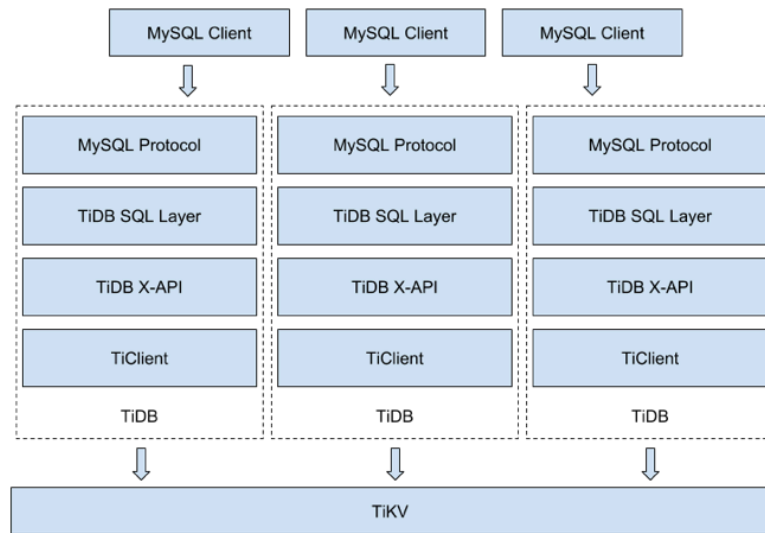 MySQL Client MySQL Client MySQL Client
MySQL Protocol MySQL Protocol MySQL Protocol
TiDB SQL Layer TiDB SQL Layer TiDB SQL Layer
TiDB X-API TiDB X-API TiDB X-API
TiClient TiClient TiClient
TiDB TiDB TiDB
TiKV